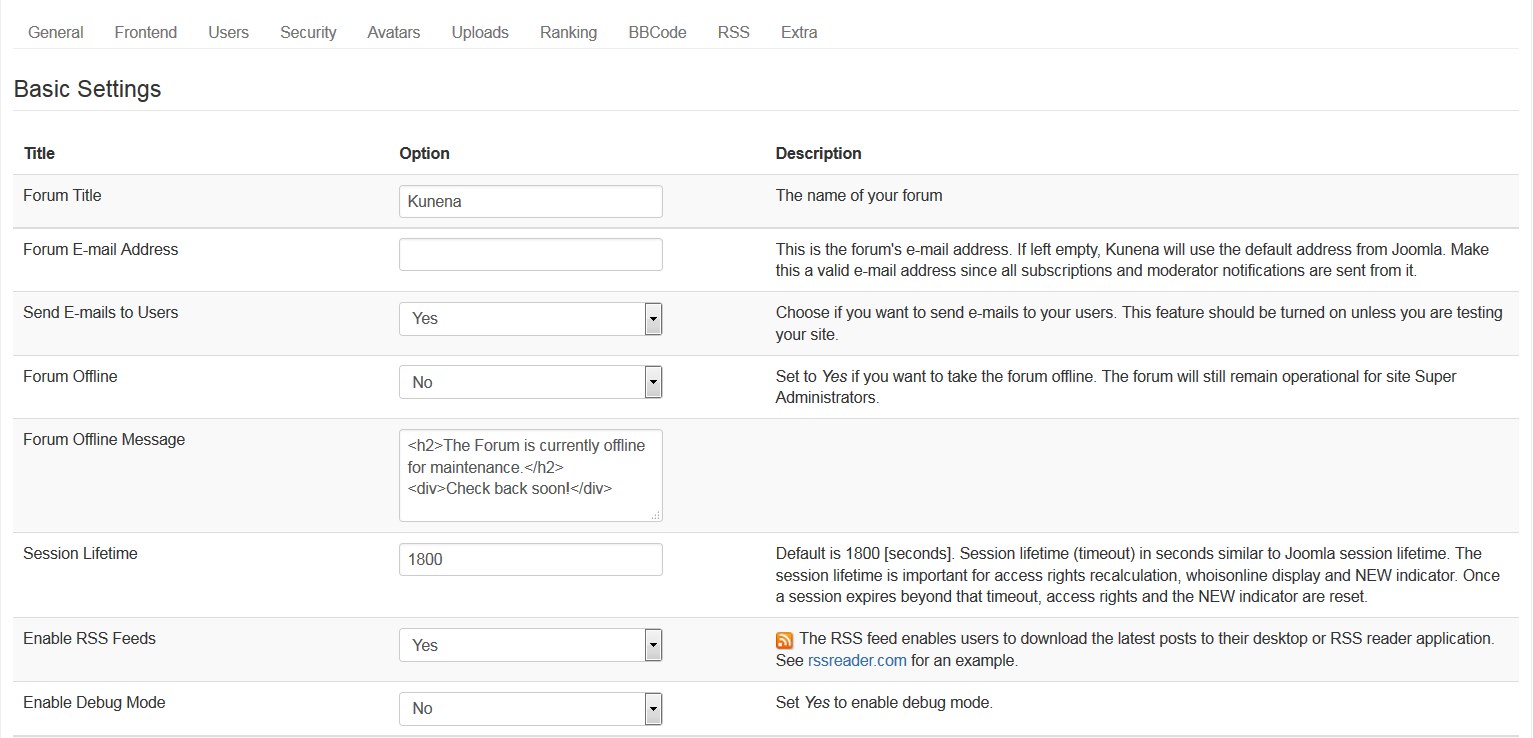 General Frontend Users Security Avatars Uploads Ranking BBCode RSS Extra
Basic Settings
Title Option Description
Forum Title Kunena The name of your forum
Forum E-mail Address This is the forum's e-mail address. If left empty, Kunena will use the default address from Joomla. Make
this a valid e-mail address since all subscriptions and moderator notifications are sent from it.
Send E-mails to Users Yes Choose if you want to send e-mails to your users. This feature should be turned on unless you are testing
your site.
Forum Offline No Set to Yes if you want to take the forum offline. The forum will still remain operational for site Super
Administrators.
Forum Offline Message <h2>The Forum is currently offline
for maintenance.</h2>
<div>Check back soon!</div>
Session Lifetime 1800 Default is 1800 [seconds]. Session lifetime (timeout) in seconds similar to Joomla session lifetime. The
session lifetime is important for access rights recalculation, whoisonline display and NEW indicator. Once
a session expires beyond that timeout, access rights and the NEW indicator are reset.
Enable RSS Feeds Yes The RSS feed enables users to download the latest posts to their desktop or RSS reader application.
See rssreader.com for an example.
Enable Debug Mode No Set Yes to enable debug mode.